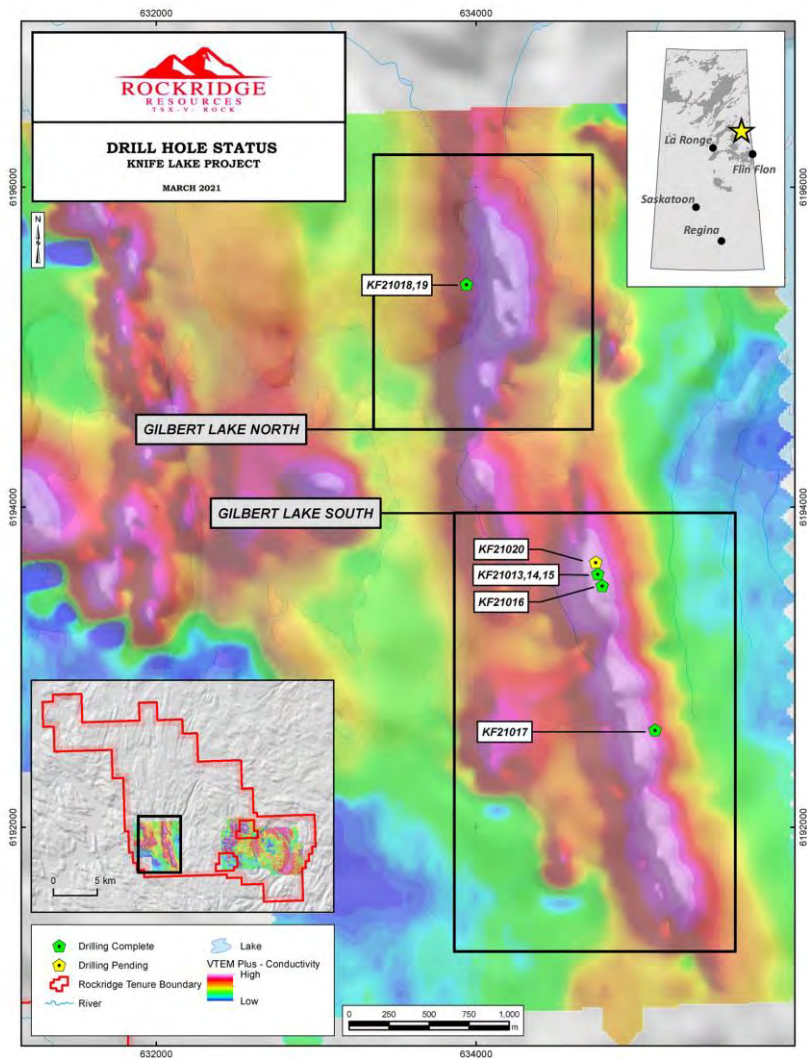 632000
634000
ROCKRIDGE
RESOURCES
TSX-V: ROCK
DRILL HOLE STATUS
KNIFE LAKE PROJECT
MARCH 2021
La Ronge
Flin Flon
Saskatoon
Regina
6196000
6196000
N
KF21018,19
GILBERT LAKE NORTH
6194000
6194000
GILBERT LAKE SOUTH
KF21020
KF21013,14,15
KF21016
KF21017
6192000
6192000
0 5 km
Drilling Complete
Drilling Pending
Rockridge Tenure Boundary
River
Lake
VTEM Plus - Conductivity
High
Low
0 250 500 750 1,000
m
632000
634000